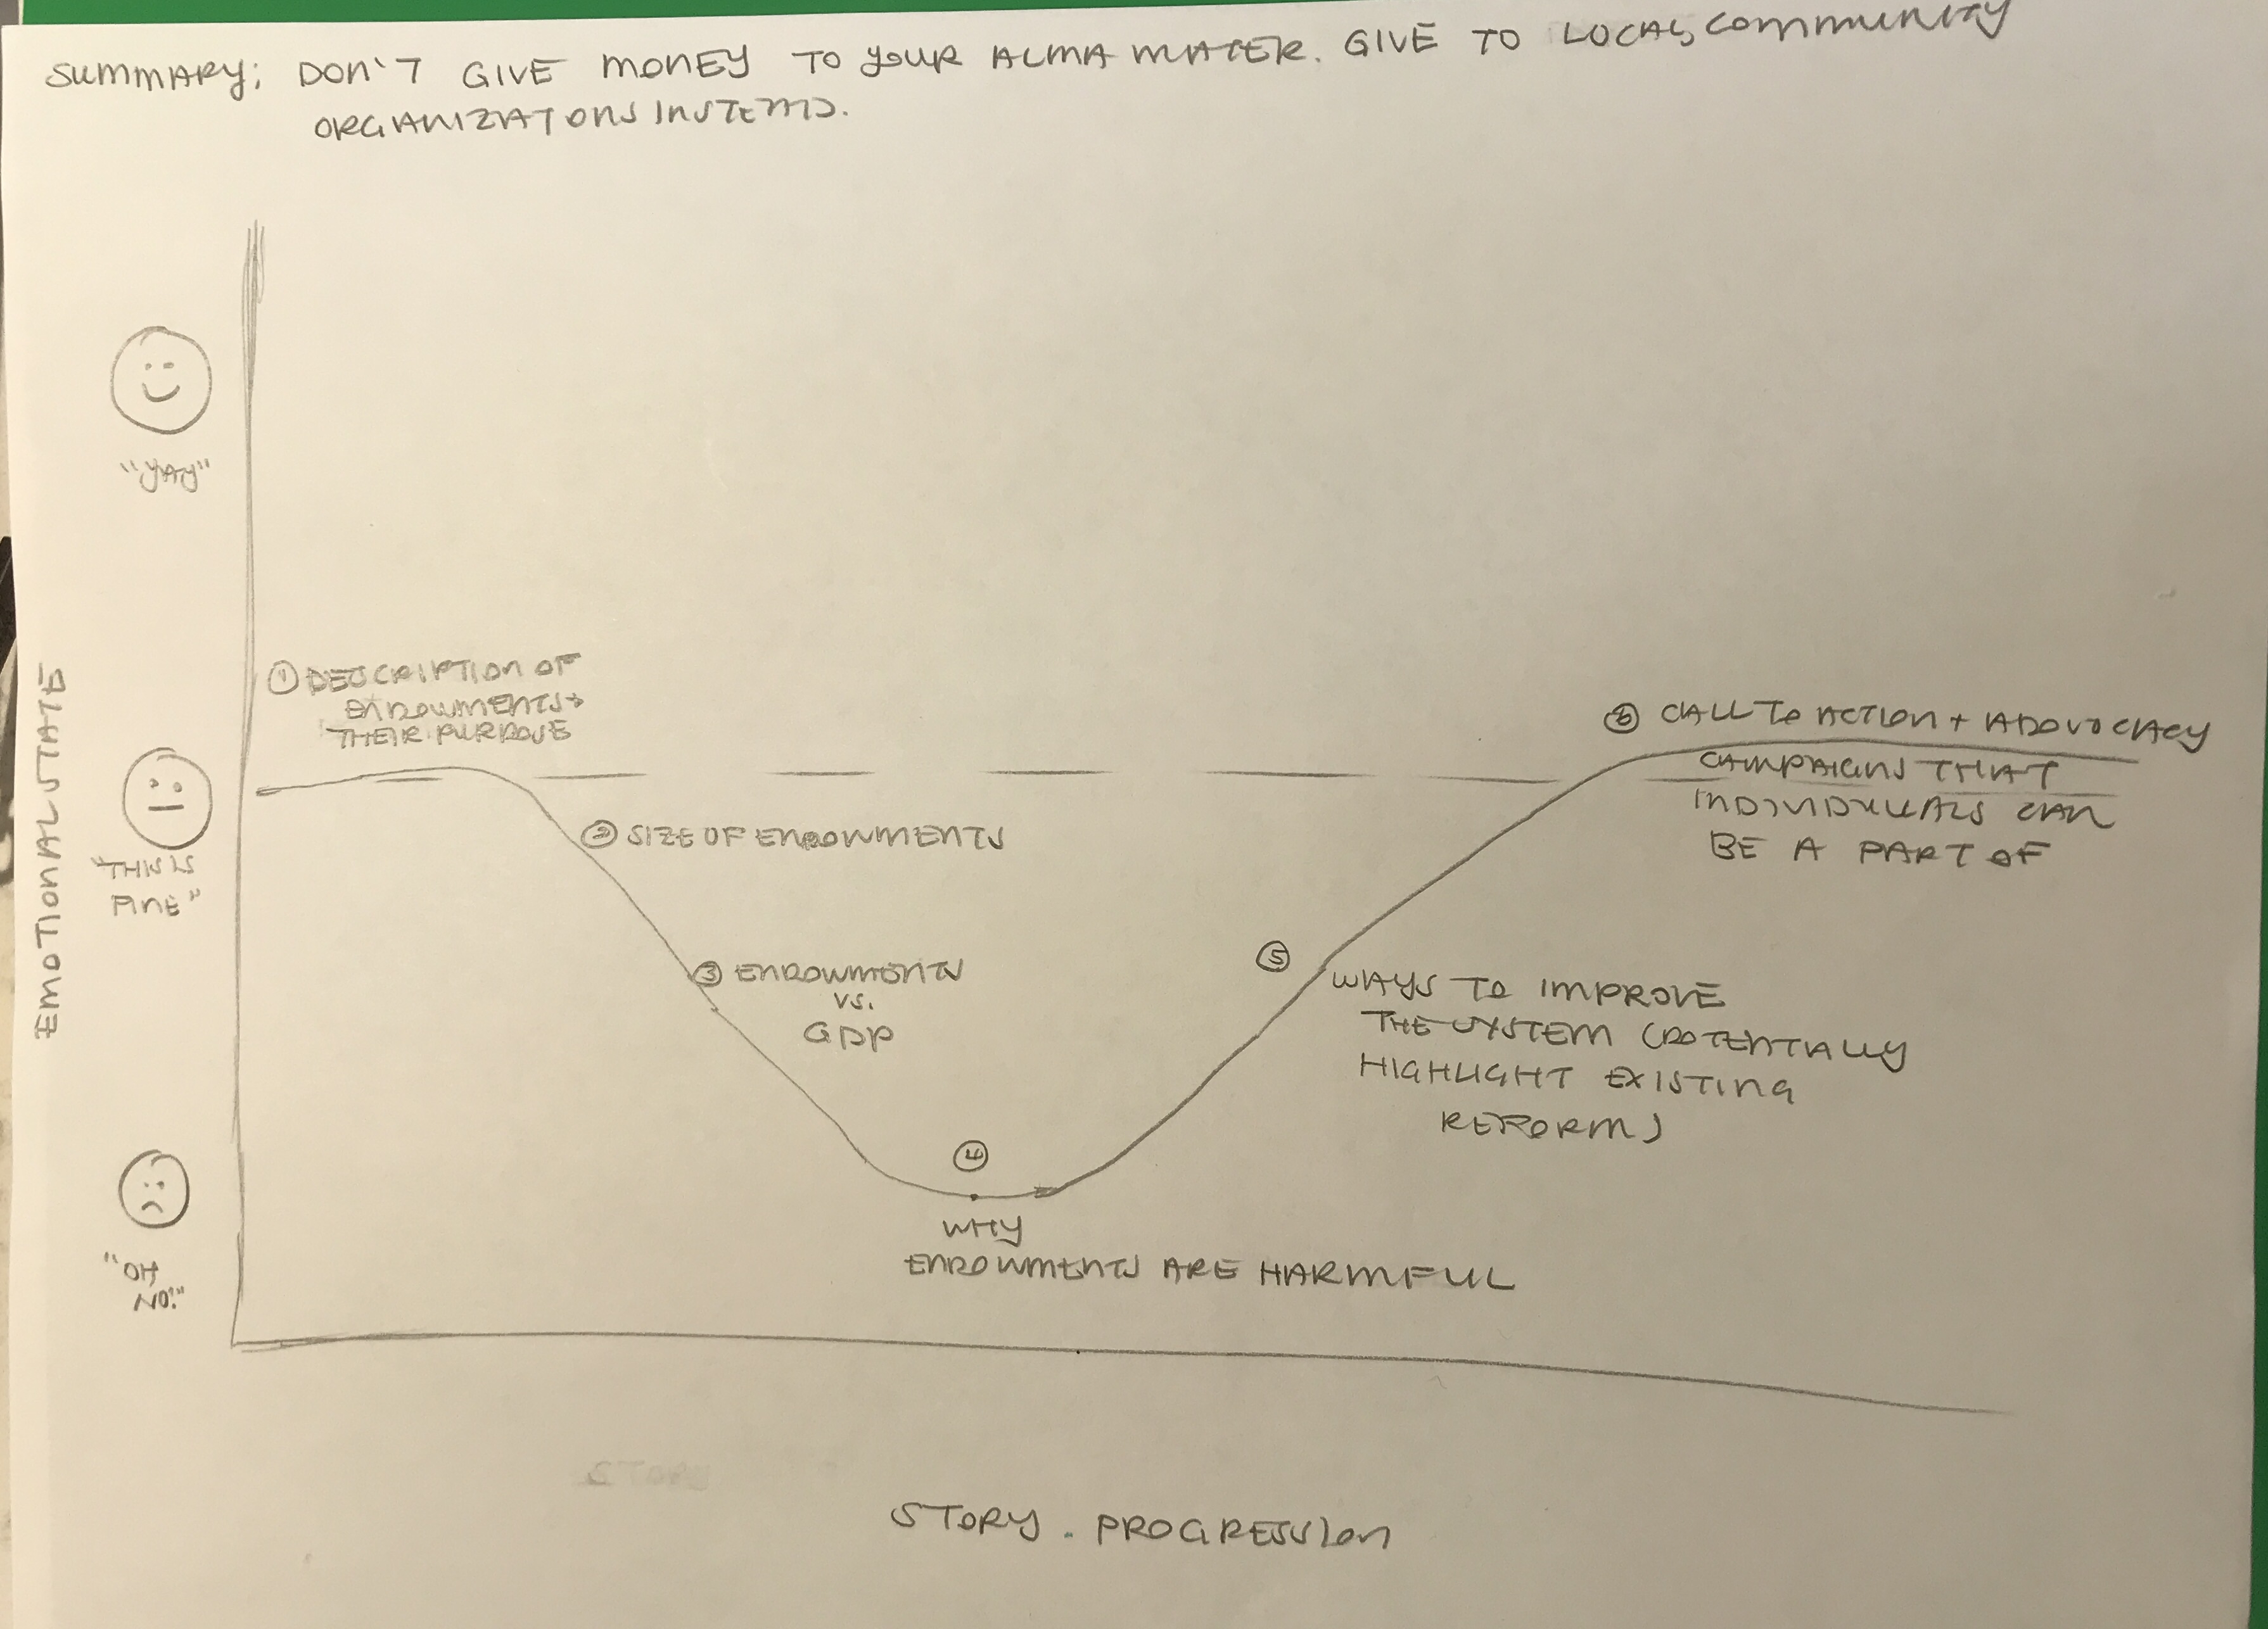 SUMMARY: DON'T GIVE MONEY TO YOUR ALMA MATER. GIVE TO LOCAL COMMUNITY
ORGANIZATIONS INSTEAD.
"YAY"
① DESCRIPTION OF
ENDOWMENTS +
THEIR PURPOSE
EMOTIONAL STATE
"THIS IS
FINE"
② SIZE OF ENDOWMENTS
③ ENDOWMENTS
VS.
GDP
④
WHY
ENDOWMENTS ARE HARMFUL
⑤
WAYS TO IMPROVE
THE SYSTEM (POTENTIALLY
HIGHLIGHT EXISTING
REFORM)
⑥ CALL TO ACTION + ADOVOCACY
CAMPAIGNS THAT
INDIVIDUALS CAN
BE A PART OF
"OH
NO!"
STORY PROGRESSION